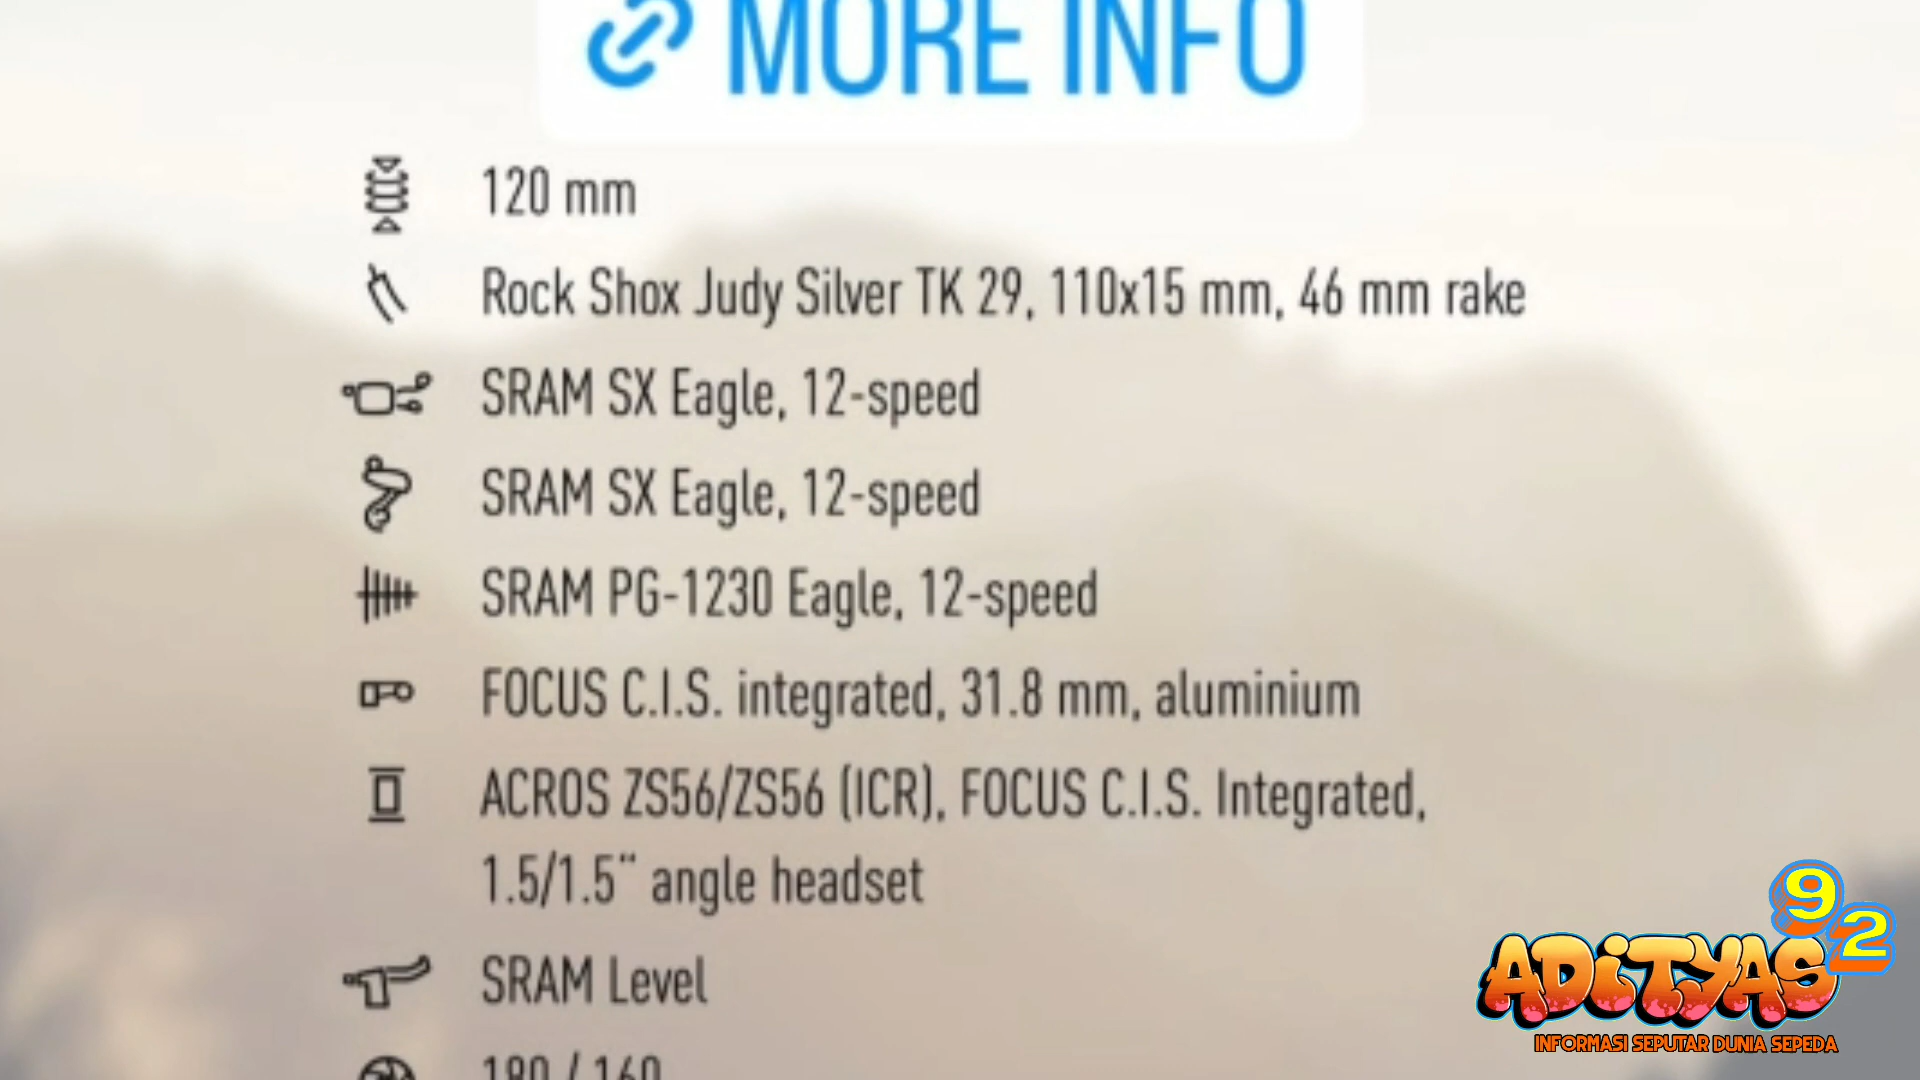 MORE INFO
120 mm
Rock Shox Judy Silver TK 29, 110x15 mm, 46 mm rake
SRAM SX Eagle, 12-speed
SRAM SX Eagle, 12-speed
SRAM PG-1230 Eagle, 12-speed
FOCUS C.I.S. integrated, 31.8 mm, aluminium
ACROS ZS56/ZS56 (ICR), FOCUS C.I.S. Integrated,
1.5/1.5“ angle headset
SRAM Level
180 / 160
ADITYAS 92
INFORMASI SEPUTAR DUNIA SEPEDA